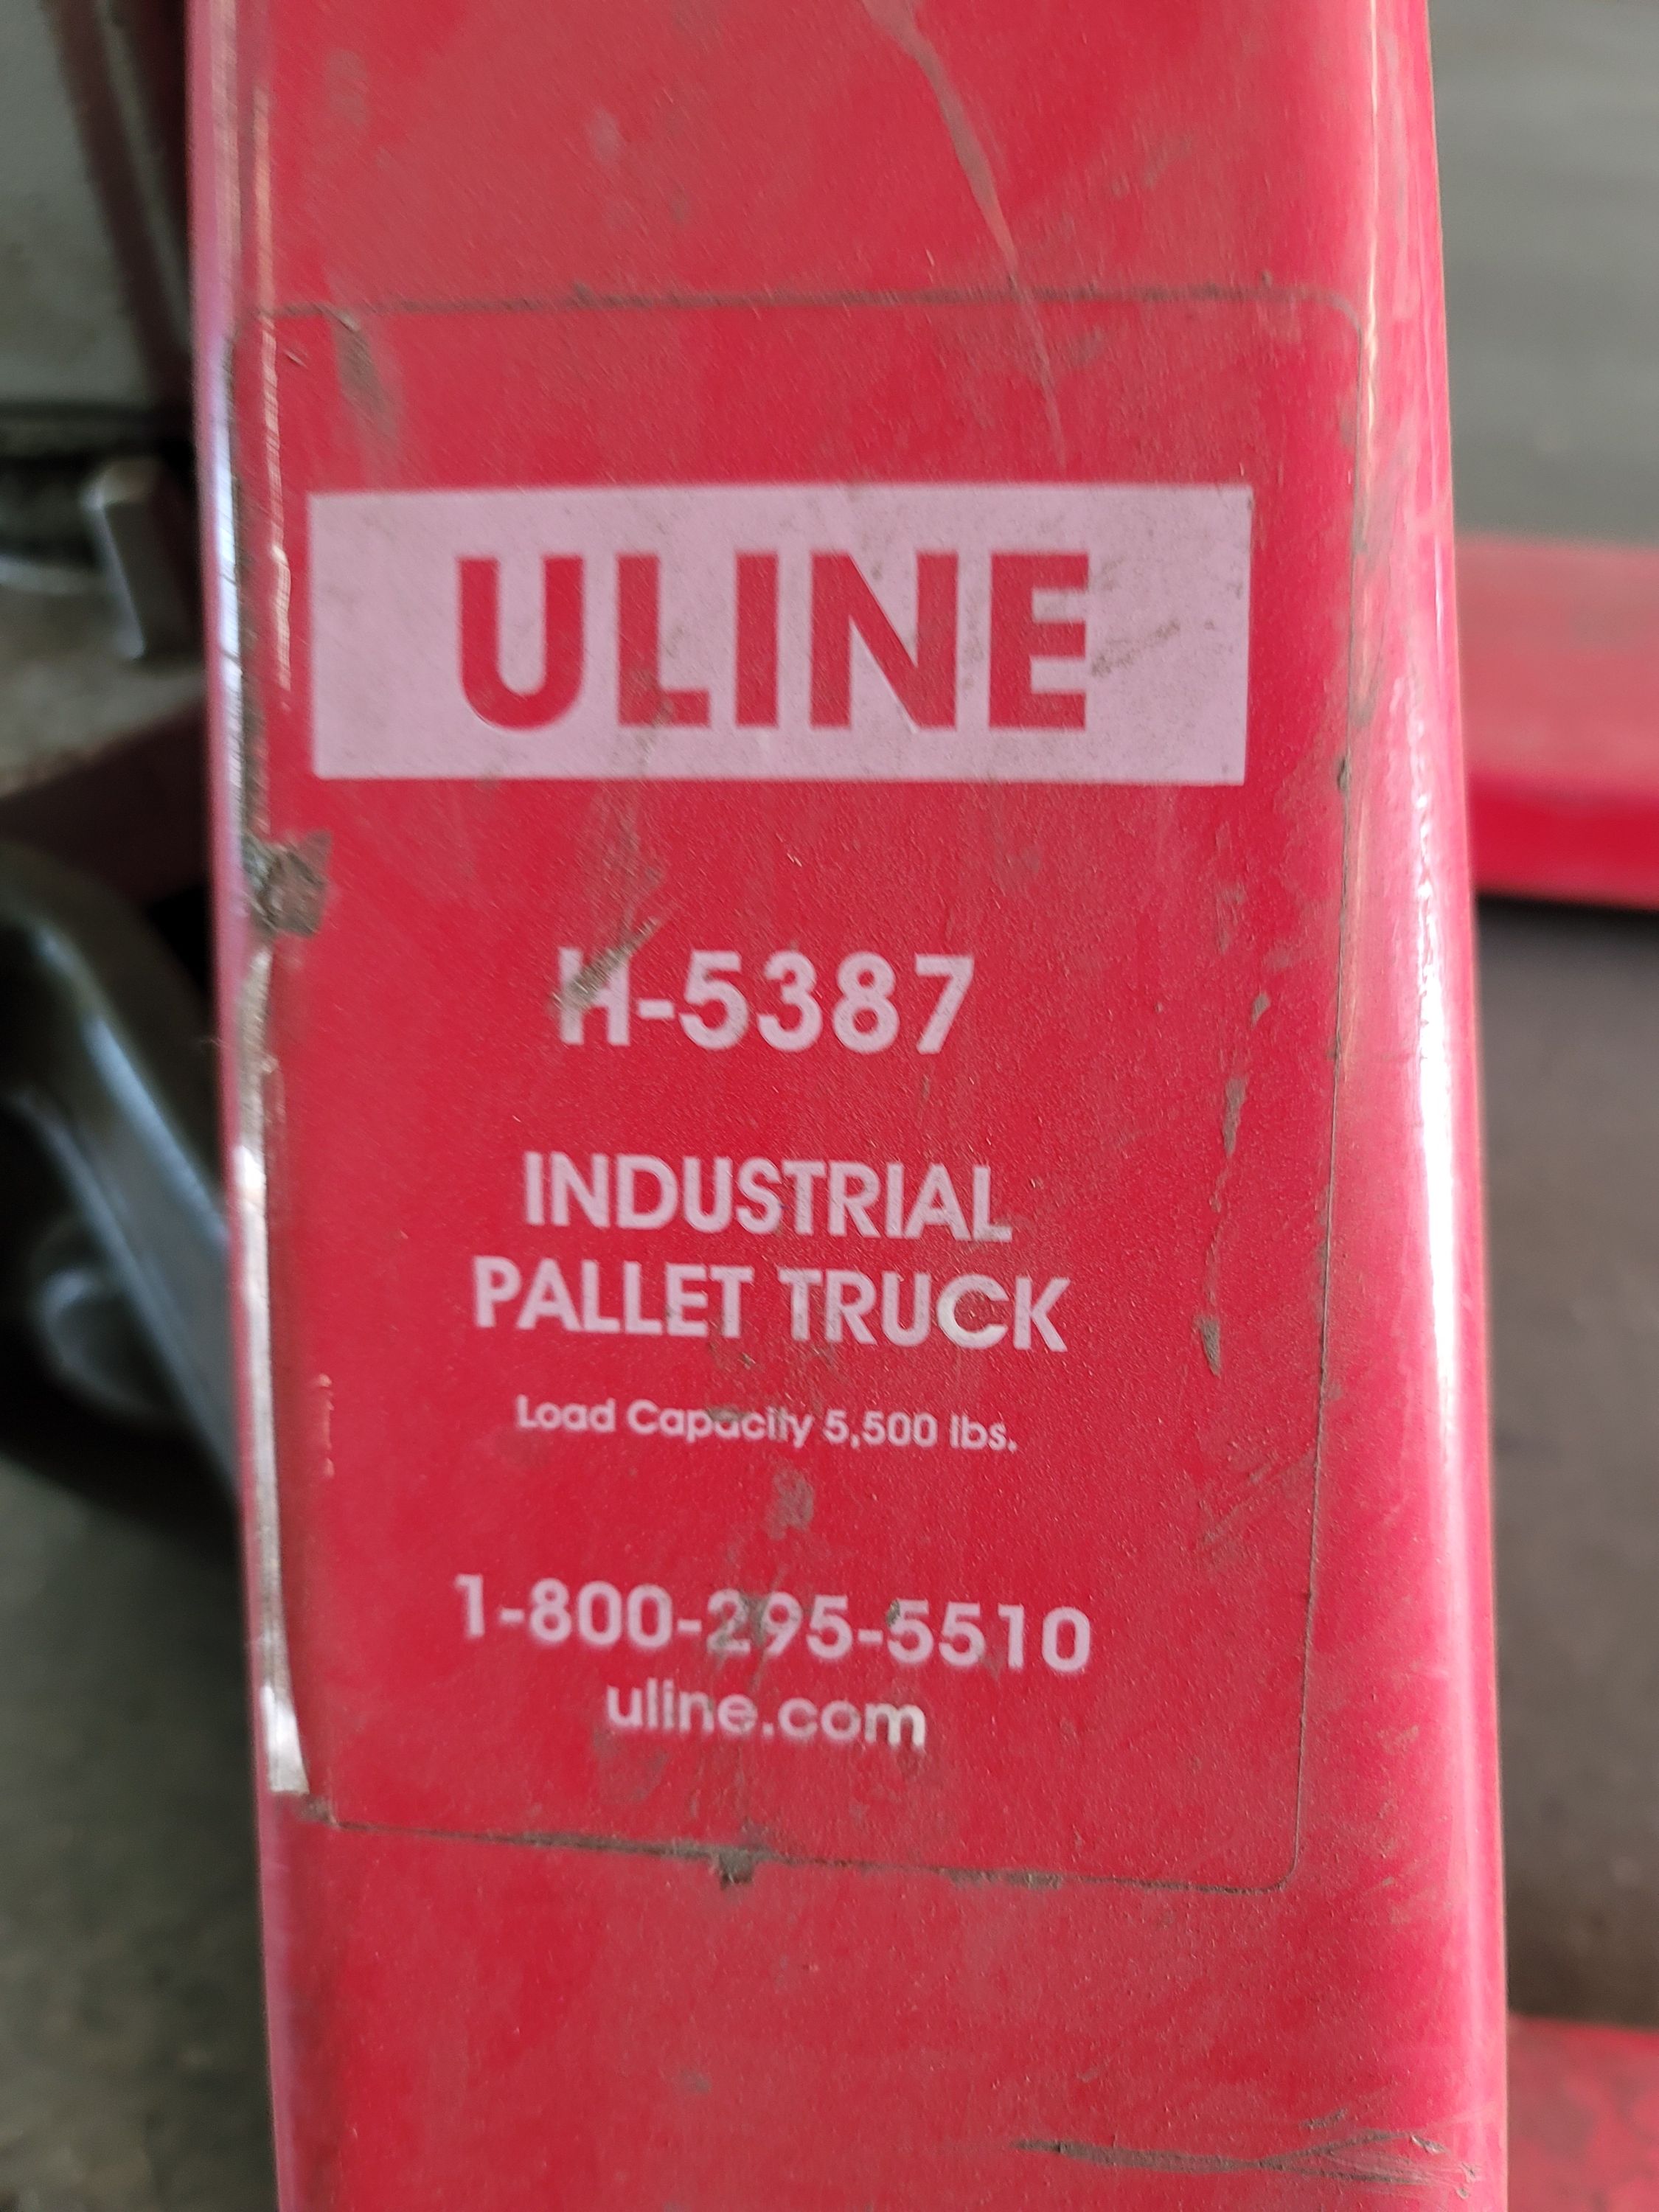 ULINE
H-5387
INDUSTRIAL
PALLET TRUCK
Load Capacity 5,500 lbs.
1-800-295-5510
uline.com